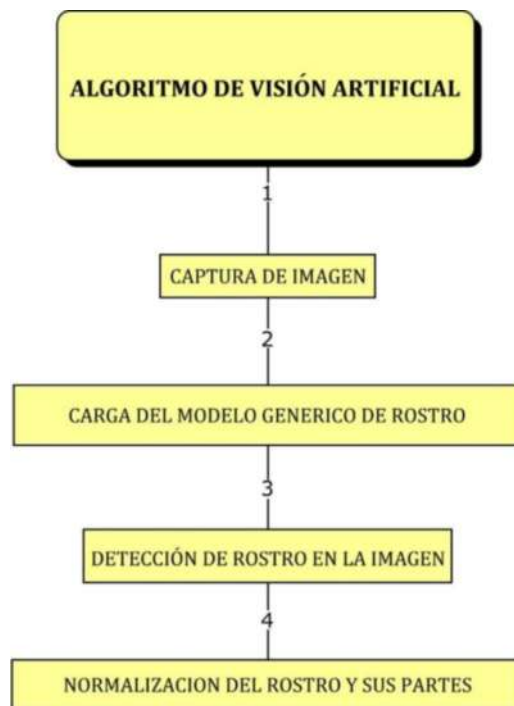 ALGORITMO DE VISIÓN ARTIFICIAL
1
CAPTURA DE IMAGEN
2
CARGA DEL MODELO GENERICO DE ROSTRO
3
DETECCIÓN DE ROSTRO EN LA IMAGEN
4
NORMALIZACION DEL ROSTRO Y SUS PARTES